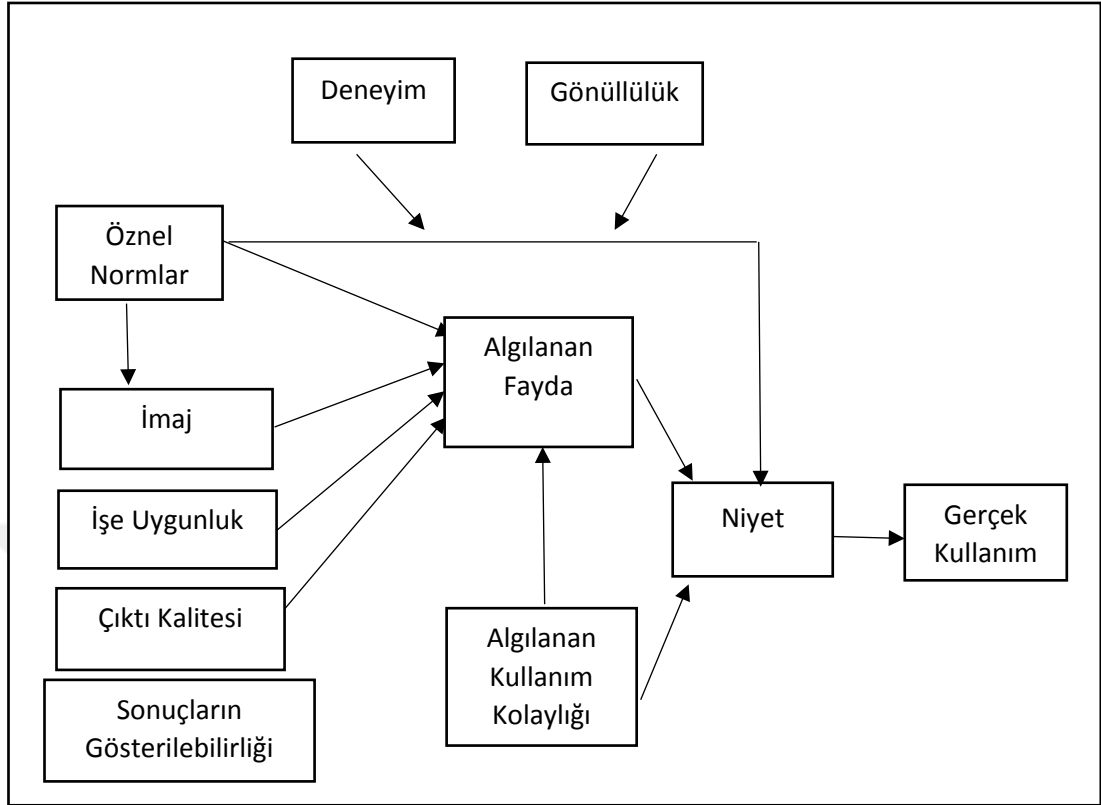 Deneyim
Gönüllülük
Öznel
Normlar
Algılanan
Fayda
İmaj
İşe Uygunluk
Niyet
Gerçek
Kullanım
Çıktı Kalitesi
Algılanan
Kullanım
Kolaylığı
Sonuçların
Gösterilebilirliği